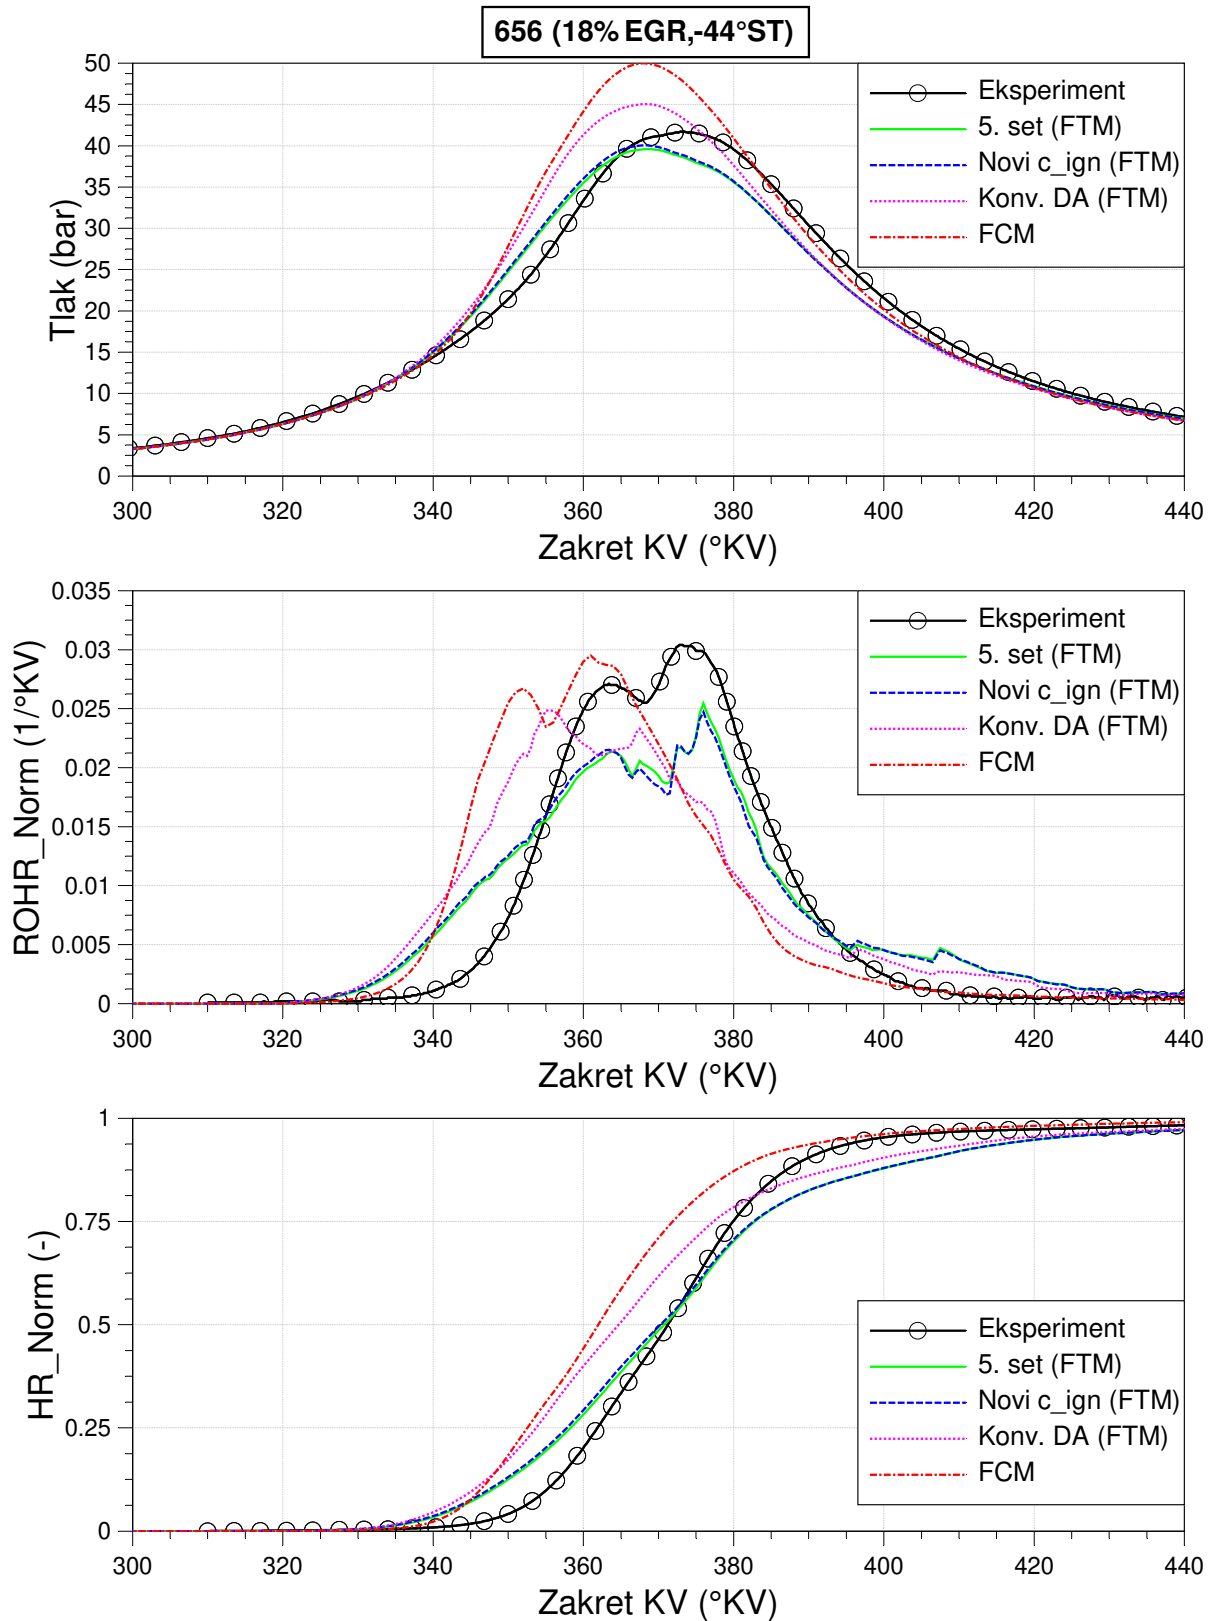 656 (18% EGR,-44°ST)
50
45
40
35
30
25
20
15
10
5
0
Tlak (bar)
Eksperiment
5. set (FTM)
Novi c_ign (FTM)
Konv. DA (FTM)
FCM
300 320 340 360 380 400 420 440
Zakret KV (°KV)
0.035
0.03
0.025
0.02
0.015
0.01
0.005
0
ROHR_Norm (1/°KV)
Eksperiment
5. set (FTM)
Novi c_ign (FTM)
Konv. DA (FTM)
FCM
300 320 340 360 380 400 420 440
Zakret KV (°KV)
1
0.75
0.5
0.25
0
HR_Norm (-)
Eksperiment
5. set (FTM)
Novi c_ign (FTM)
Konv. DA (FTM)
FCM
300 320 340 360 380 400 420 440
Zakret KV (°KV)